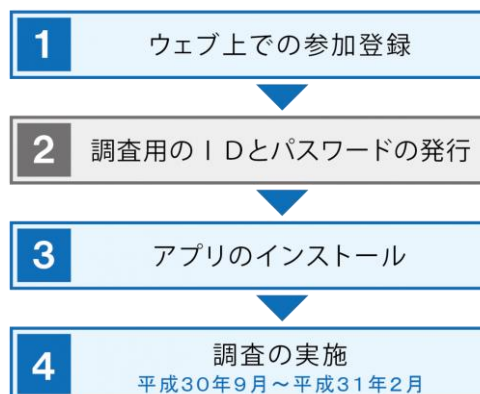 1 ウェブ上での参加登録
2 調査用のIDとパスワードの発行
3 アプリのインストール
4 調査の実施
平成30年9月～平成31年2月